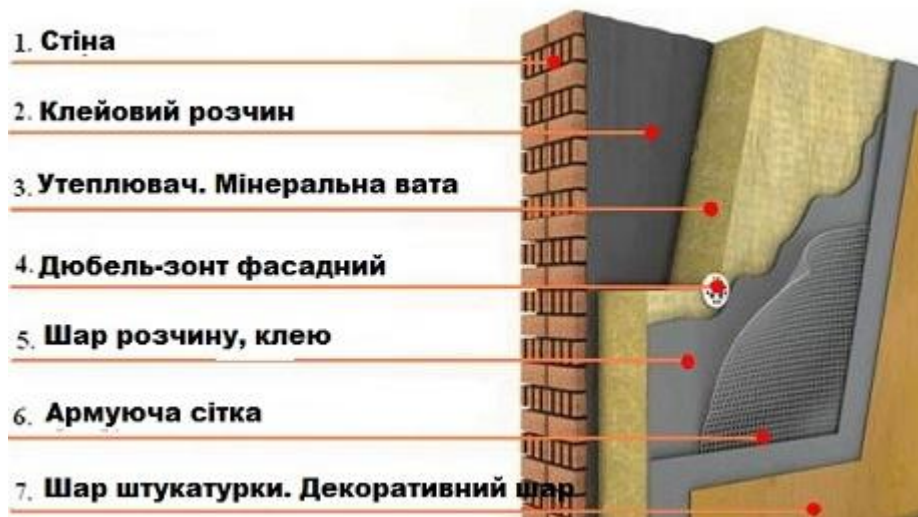 1. Стіна
2. Клейовий розчин
3. Утеплювач. Мінеральна вата
4. Дюбель-зонт фасадний
5. Шар розчину, клею
6. Армуюча сітка
7. Шар штукатурки. Декоративний шар